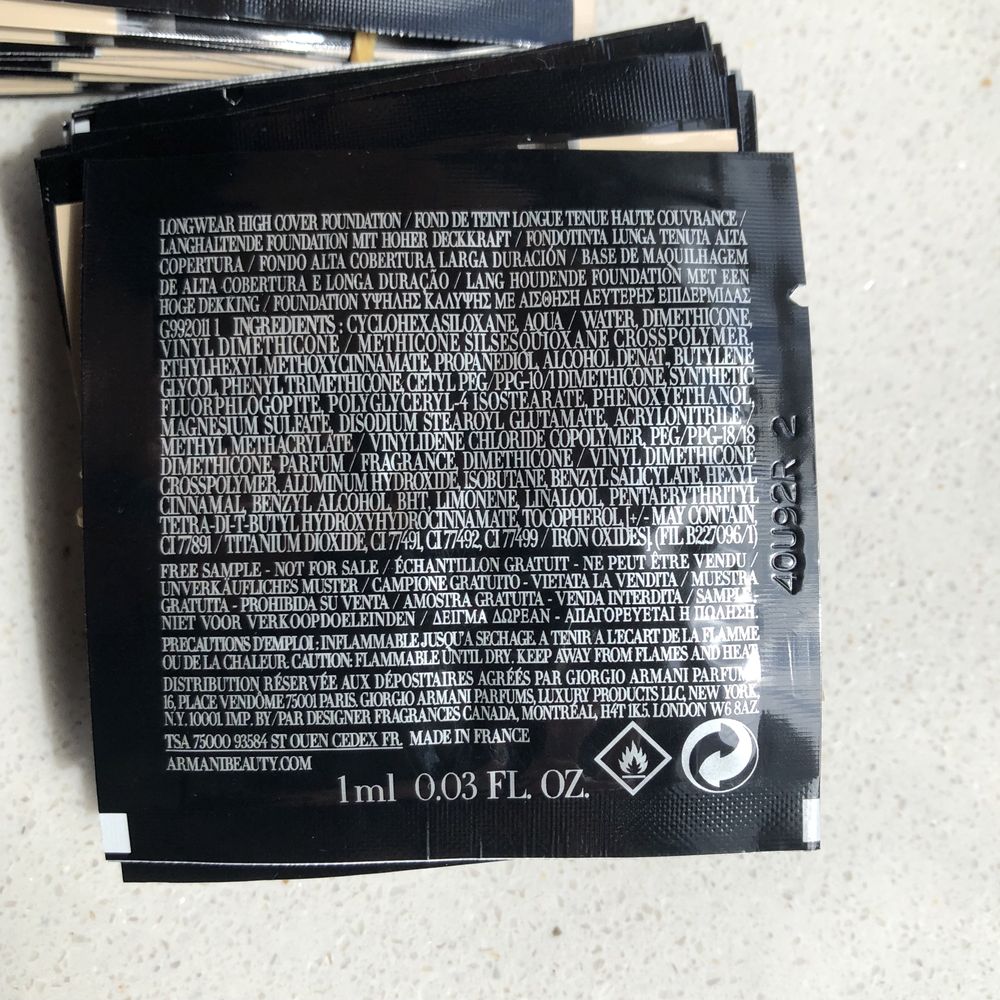 LONGWEAR HIGH COVER FOUNDATION / FOND DE TEINT LONGUE TENUE HAUTE COUVRANCE /
LANGHALTENDE FOUNDATION MIT HOHER DECKKRAFT / FONDOTINTA LUNGA TENUTA ALTA
COPERTURA / FONDO ALTA COBERTURA LARGA DURACIÓN / BASE DE MAQUILHAGEM
DE ALTA COBERTURA E LONGA DURAÇÃO / LANG HOUDENDE FOUNDATION MET EEN
HOGE DEKKING / FOUNDATION ΥΨΗΛΗΣ ΚΑΛΥΨΗΣ ΜΕ ΑΙΣΘΗΣΗ ΔΕΥΤΕΡΗΣ ΕΠΙΔΕΡΜΙΔΑΣ
G992011 1 INGREDIENTS : CYCLOHEXASILOXANE, AQUA / WATER, DIMETHICONE,
VINYL DIMETHICONE / METHICONE SILSESQUIOXANE CROSSPOLYMER,
ETHYLHEXYL METHOXYCINNAMATE, PROPANEDIOL, ALCOHOL DENAT., BUTYLENE
GLYCOL, PHENYL TRIMETHICONE, CETYL PEG/PPG-10/1 DIMETHICONE, SYNTHETIC
FLUORPHLOGOPITE, POLYGLYCERYL-4 ISOSTEARATE, PHENOXYETHANOL,
MAGNESIUM SULFATE, DISODIUM STEAROYL GLUTAMATE, ACRYLONITRILE /
METHYL METHACRYLATE / VINYLIDENE CHLORIDE COPOLYMER, PEG/PPG-18/18
DIMETHICONE, PARFUM / FRAGRANCE, DIMETHICONE / VINYL DIMETHICONE
CROSSPOLYMER, ALUMINUM HYDROXIDE, ISOBUTANE, BENZYL SALICYLATE, HEXYL
CINNAMAL, BENZYL ALCOHOL, BHT, LIMONENE, LINALOOL, PENTAERYTHRITYL
TETRA-DI-T-BUTYL HYDROXYHYDROCINNAMATE, TOCOPHEROL, [+/- MAY CONTAIN,
CI 77891 / TITANIUM DIOXIDE, CI 77491, CI 77492, CI 77499 / IRON OXIDES]. (FIL B227096/1)
FREE SAMPLE - NOT FOR SALE / ÉCHANTILLON GRATUIT - NE PEUT ÊTRE VENDU /
UNVERKÄUFLICHES MUSTER / CAMPIONE GRATUITO - VIETATA LA VENDITA / MUESTRA
GRATUITA - PROHIBIDA SU VENTA / AMOSTRA GRATUITA - VENDA INTERDITA / SAMPLE-
NIET VOOR VERKOOPDOELEINDEN / ΔΕΙΓΜΑ ΔΩΡΕΑΝ - ΑΠΑΓΟΡΕΥΕΤΑΙ Η ΠΩΛΗΣΗ.
PRECAUTIONS D'EMPLOI : INFLAMMABLE JUSQU'A SECHAGE. A TENIR A L'ECART DE LA FLAMME
OU DE LA CHALEUR. CAUTION: FLAMMABLE UNTIL DRY. KEEP AWAY FROM FLAMES AND HEAT.
DISTRIBUTION RÉSERVÉE AUX DÉPOSITAIRES AGRÉÉS PAR GIORGIO ARMANI PARFUMS
16, PLACE VENDÔME 75001 PARIS. GIORGIO ARMANI PARFUMS, LUXURY PRODUCTS LLC, NEW YORK,
N.Y. 10001. IMP. BY/PAR DESIGNER FRAGRANCES CANADA, MONTRÉAL, H4T 1K5. LONDON W6 8AZ
TSA 75000 93584 ST OUEN CEDEX FR. MADE IN FRANCE
ARMANIBEAUTY.COM
1ml 0.03 FL. OZ.
40U92R 2